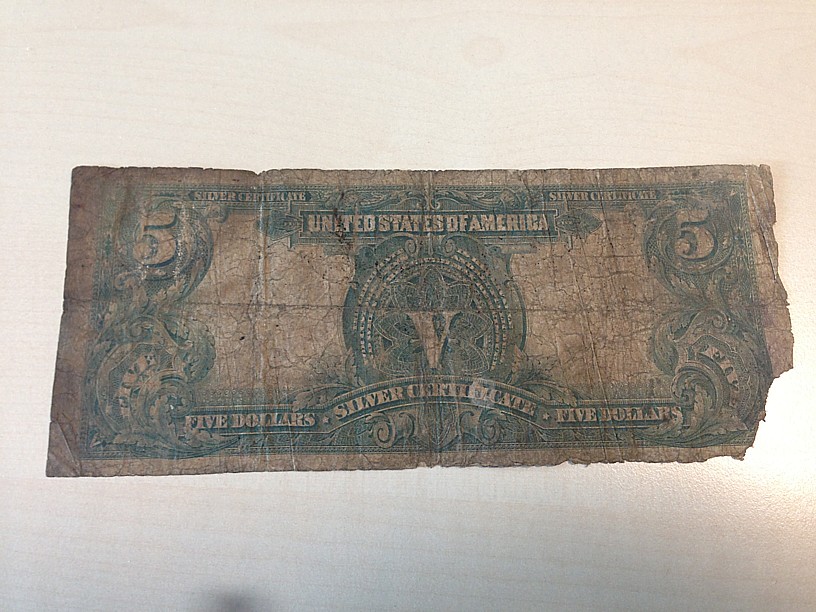 SILVER CERTIFICATE SILVER CERTIFICATE
5 UNITED STATES OF AMERICA 5
V
FIVE FIVE
SILVER CERTIFICATE
FIVE DOLLARS FIVE DOLLARS